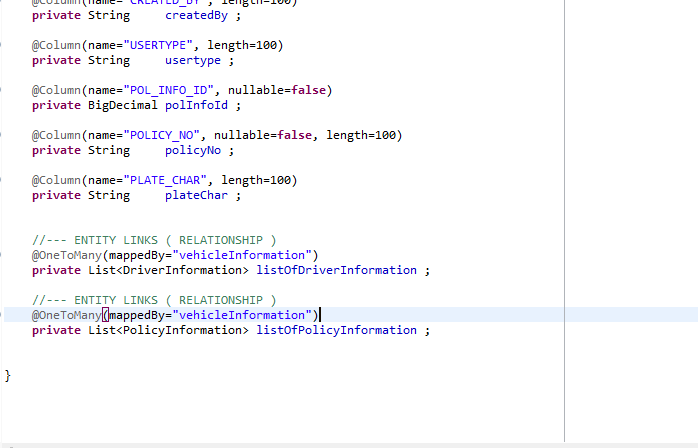 @Column(name="CREATED_BY", length=100)
private String createdBy ;
@Column(name="USERTYPE", length=100)
private String usertype ;
@Column(name="POL_INFO_ID", nullable=false)
private BigDecimal polInfoId ;
@Column(name="POLICY_NO", nullable=false, length=100)
private String policyNo ;
@Column(name="PLATE_CHAR", length=100)
private String plateChar ;
//--- ENTITY LINKS ( RELATIONSHIP )
@OneToMany(mappedBy="vehicleInformation")
private List<DriverInformation> listOfDriverInformation ;
//--- ENTITY LINKS ( RELATIONSHIP )
@OneToMany(mappedBy="vehicleInformation")
private List<PolicyInformation> listOfPolicyInformation ;
}